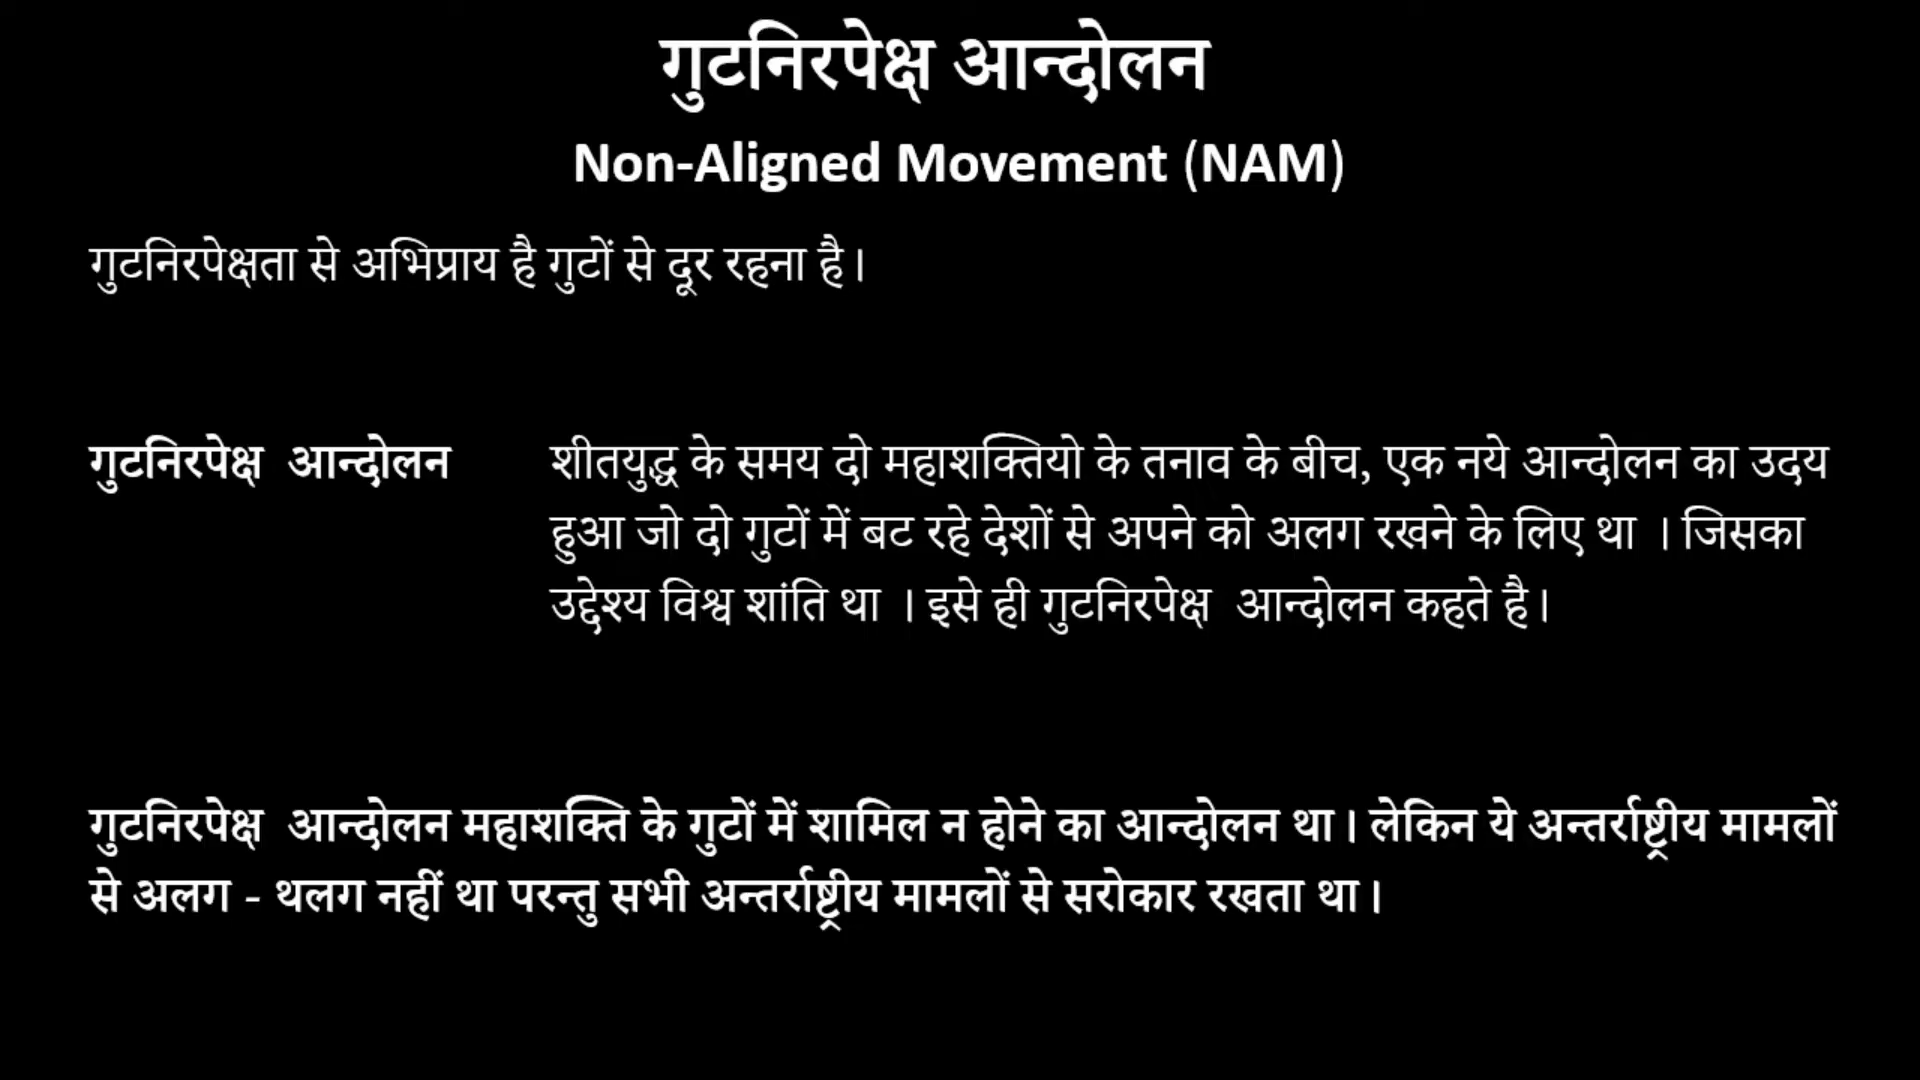 गुटनिरपेक्ष आन्दोलन
Non-Aligned Movement (NAM)
गुटनिरपेक्षता से अभिप्राय है गुटों से दूर रहना है।
गुटनिरपेक्ष आन्दोलन
शीतयुद्ध के समय दो महाशक्तियो के तनाव के बीच, एक नये आन्दोलन का उदय
हुआ जो दो गुटों में बट रहे देशों से अपने को अलग रखने के लिए था । जिसका
उद्देश्य विश्व शांति था । इसे ही गुटनिरपेक्ष आन्दोलन कहते है।
गुटनिरपेक्ष आन्दोलन महाशक्ति के गुटों में शामिल न होने का आन्दोलन था। लेकिन ये अन्तर्राष्ट्रीय मामलों
से अलग - थलग नहीं था परन्तु सभी अन्तर्राष्ट्रीय मामलों से सरोकार रखता था।